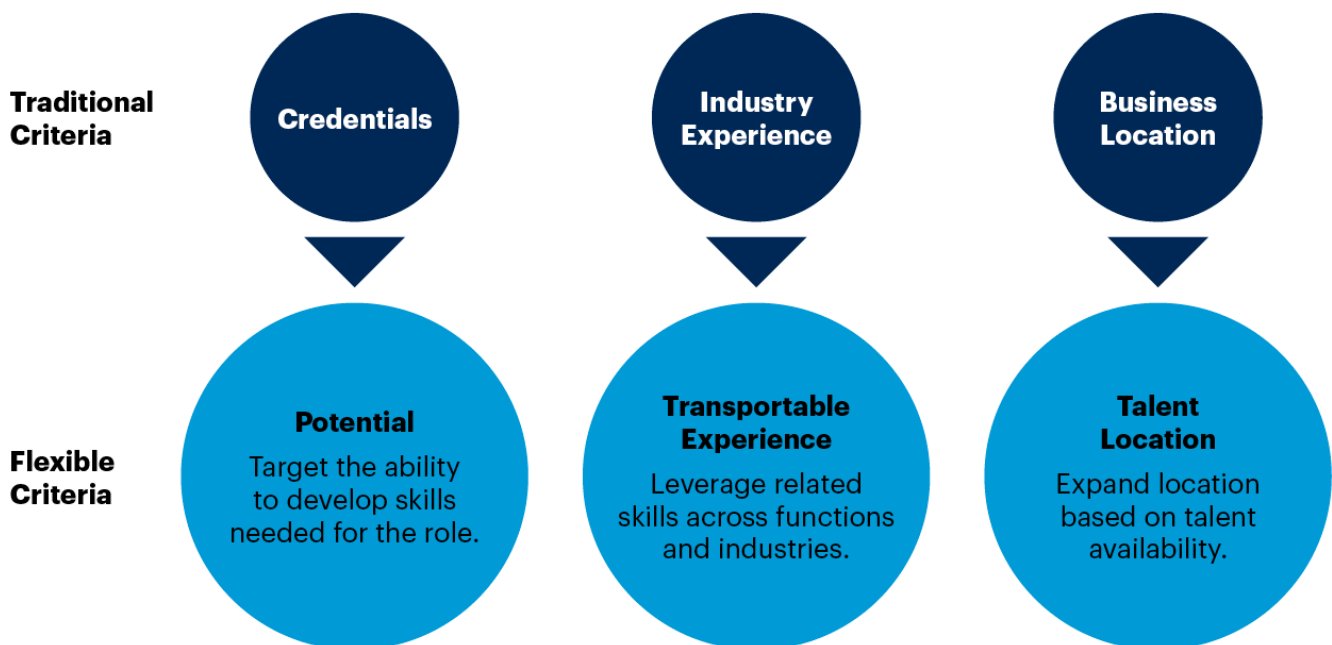 Traditional
Criteria
Credentials
Industry
Experience
Business
Location
Flexible
Criteria
Potential
Target the ability
to develop skills
needed for the role.
Transportable
Experience
Leverage related
skills across functions
and industries.
Talent
Location
Expand location
based on talent
availability.